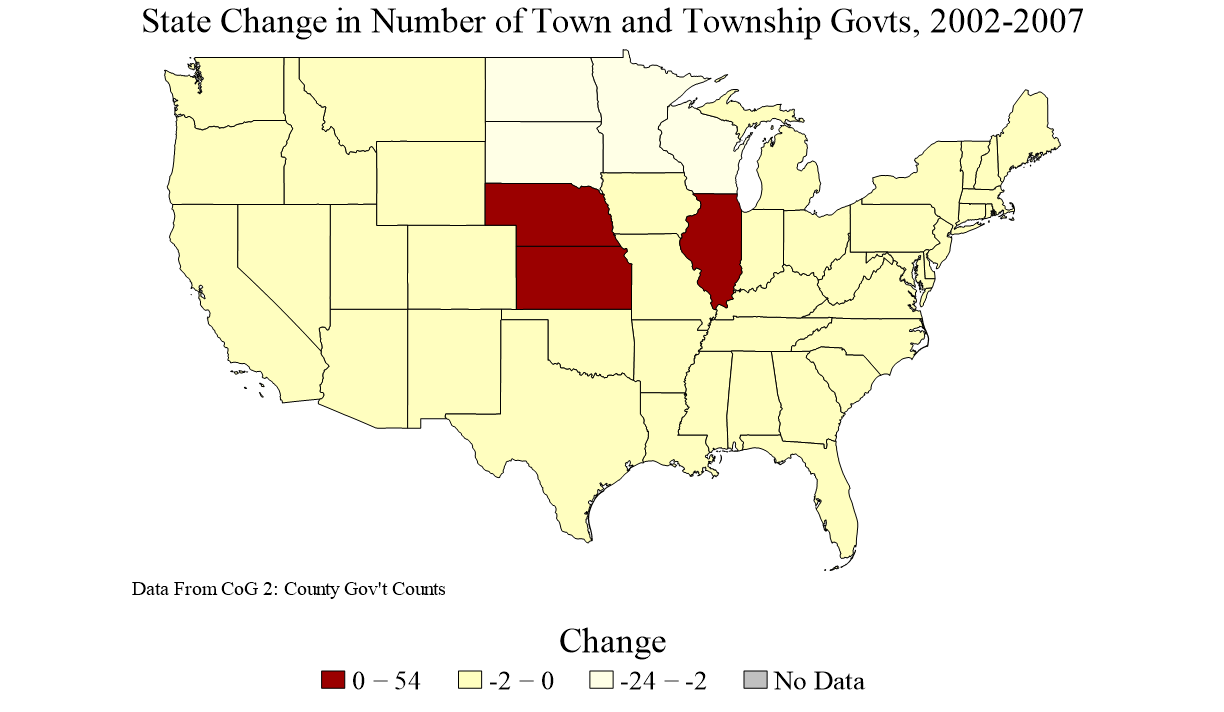 State Change in Number of Town and Township Govts, 2002-2007
Data From CoG 2: County Gov't Counts
Change
0 − 54 -2 − 0 -24 − -2 No Data